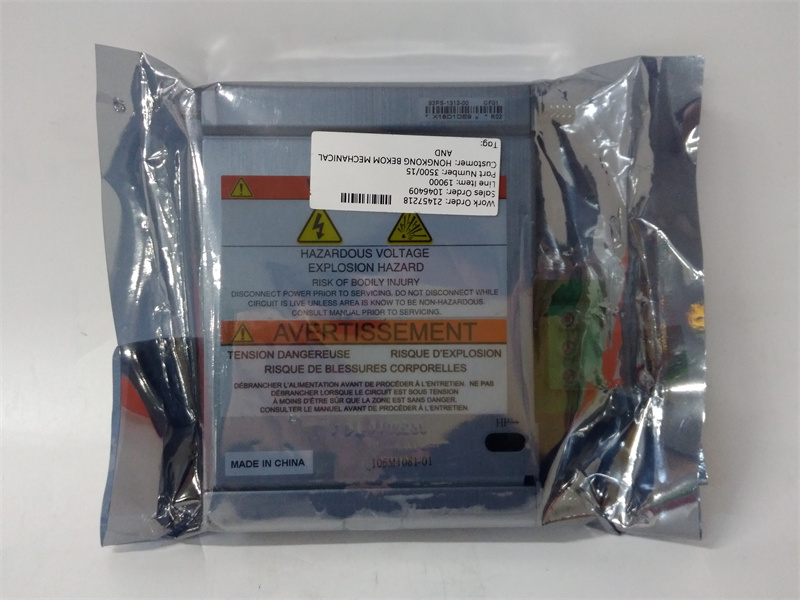 CF01
* X1801DB9 * * K02
Work Order: 21457218
Sales Order: 1046409
Line Item: 19000
Part Number: 3500/15
Customer: HONGKONG BEKOM MECHANICAL
AND
Tag:
HAZARDOUS VOLTAGE
EXPLOSION HAZARD
RISK OF BODILY INJURY
DISCONNECT POWER PRIOR TO SERVICING. DO NOT DISCONNECT WHILE
CIRCUIT IS LIVE UNLESS AREA IS KNOW TO BE NON-HAZARDOUS.
CONSULT MANUAL PRIOR TO SERVICING.
AVERTISSEMENT
TENSION DANGEREUSE RISQUE D'EXPLOSION
RISQUE DE BLESSURES CORPORELLES
DÉBRANCHER L'ALIMENTATION AVANT DE PROCÉDER À L'ENTRETIEN. NE PAS
DÉBRANCHER LORSQUE LE CIRCUIT EST SOUS TENSION
À MOINS D'ÊTRE SÛR QUE LA ZONE EST SANS DANGER.
CONSULTER LE MANUEL AVANT DE PROCÉDER À L'ENTRETIEN.
MADE IN CHINA
106M1081-01